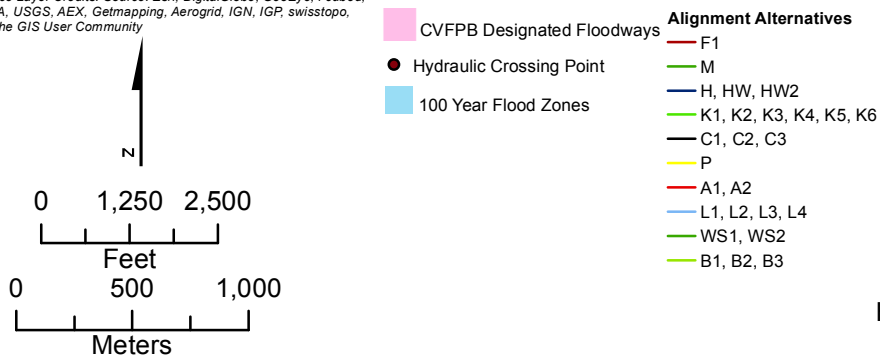 A, USGS, AEX, Getmapping, Aerogrid, IGN, IGP, swisstopo,
he GIS User Community
N
0 1,250 2,500
Feet
0 500 1,000
Meters
CVFPB Designated Floodways
Hydraulic Crossing Point
100 Year Flood Zones
Alignment Alternatives
F1
M
H, HW, HW2
K1, K2, K3, K4, K5, K6
C1, C2, C3
P
A1, A2
L1, L2, L3, L4
WS1, WS2
B1, B2, B3